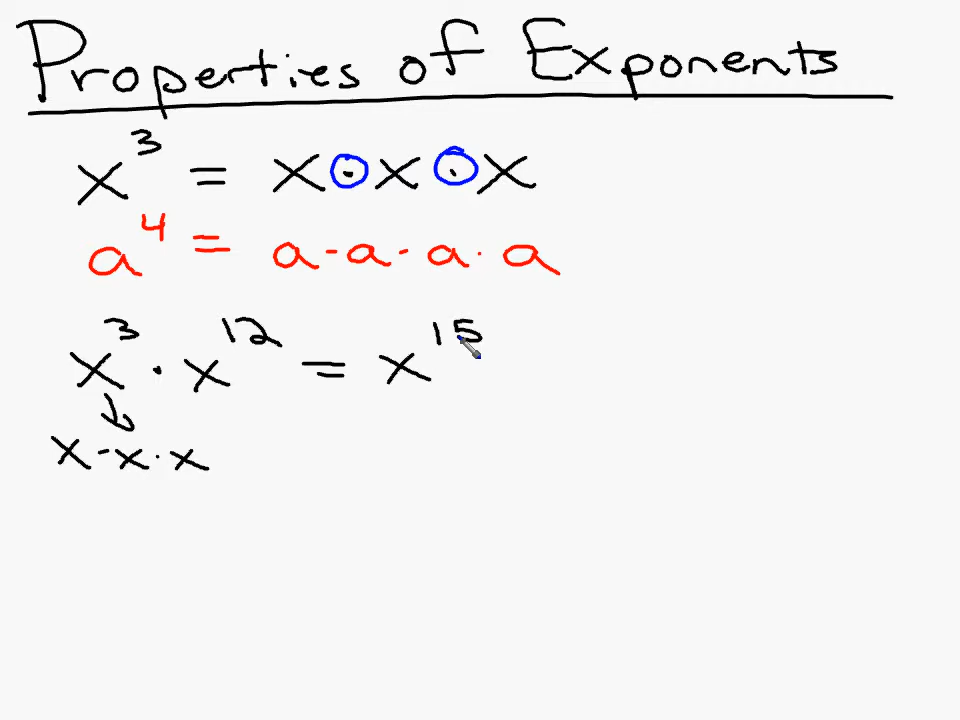 Properties of Exponents
x³ = x · x · x
a⁴ = a · a · a · a
x³ · x¹² = x¹⁵
x · x · x